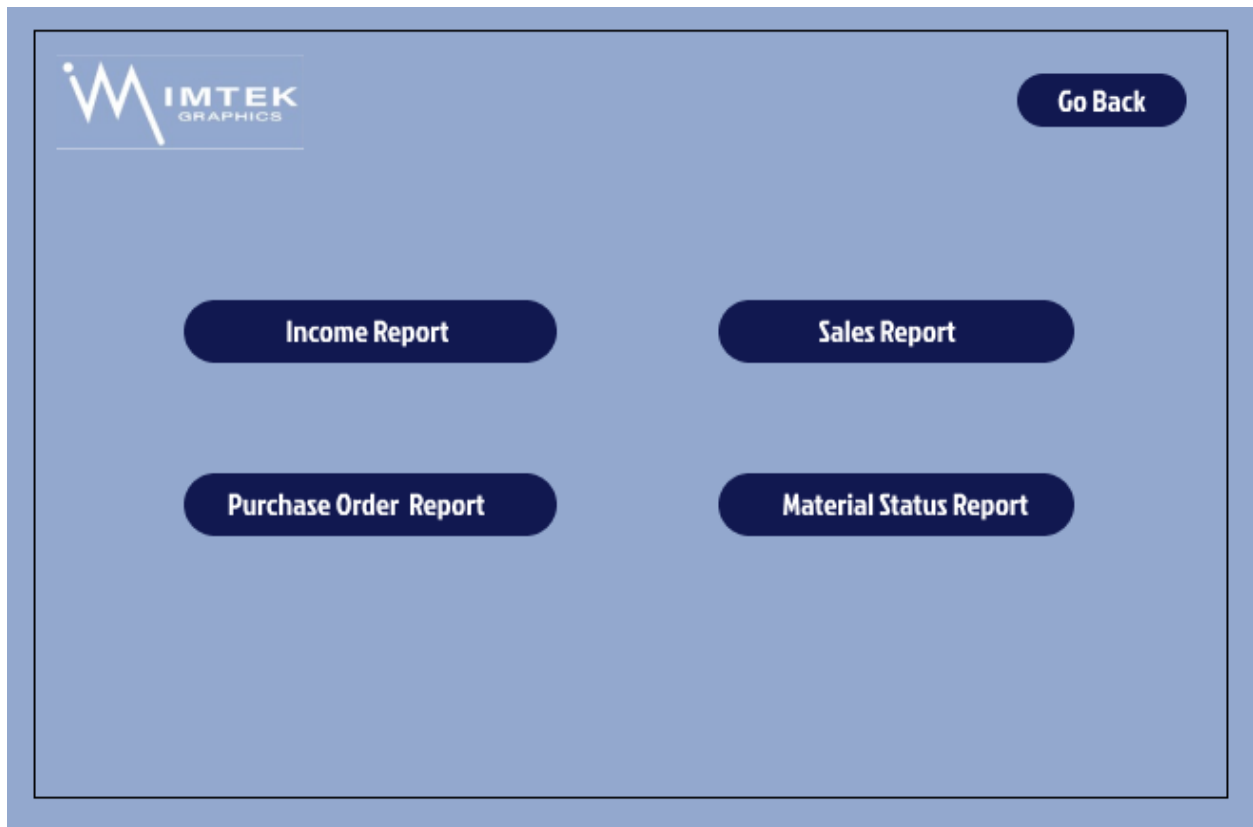 IMTEK
GRAPHICS
Go Back
Income Report
Sales Report
Purchase Order  Report
Material Status Report